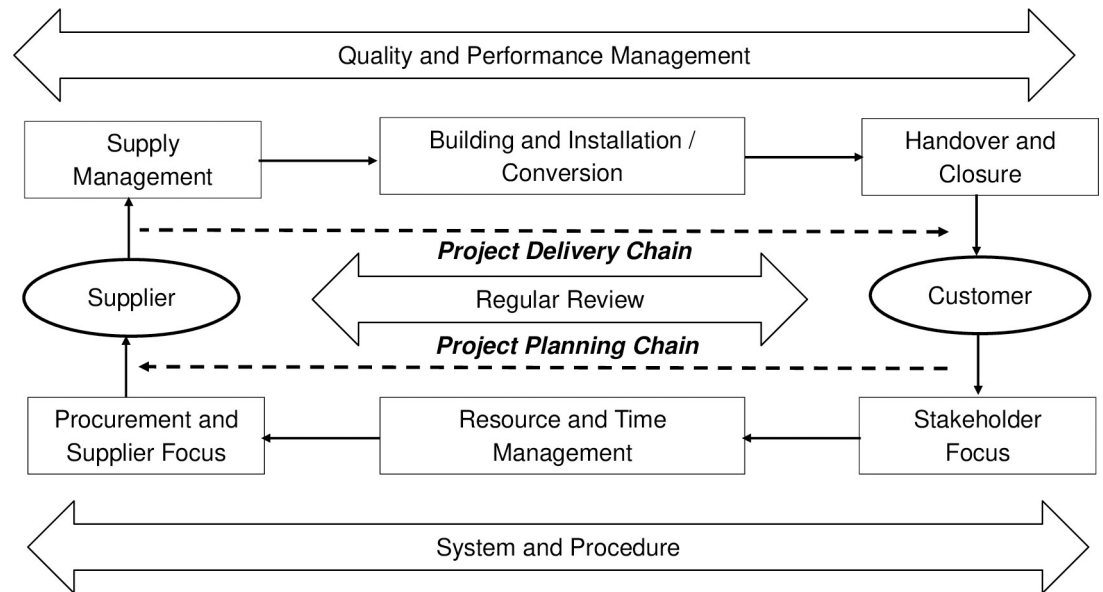 Quality and Performance Management
Supply
Management
Building and Installation /
Conversion
Handover and
Closure
Project Delivery Chain
Supplier
Regular Review
Customer
Project Planning Chain
Procurement and
Supplier Focus
Resource and Time
Management
Stakeholder
Focus
System and Procedure